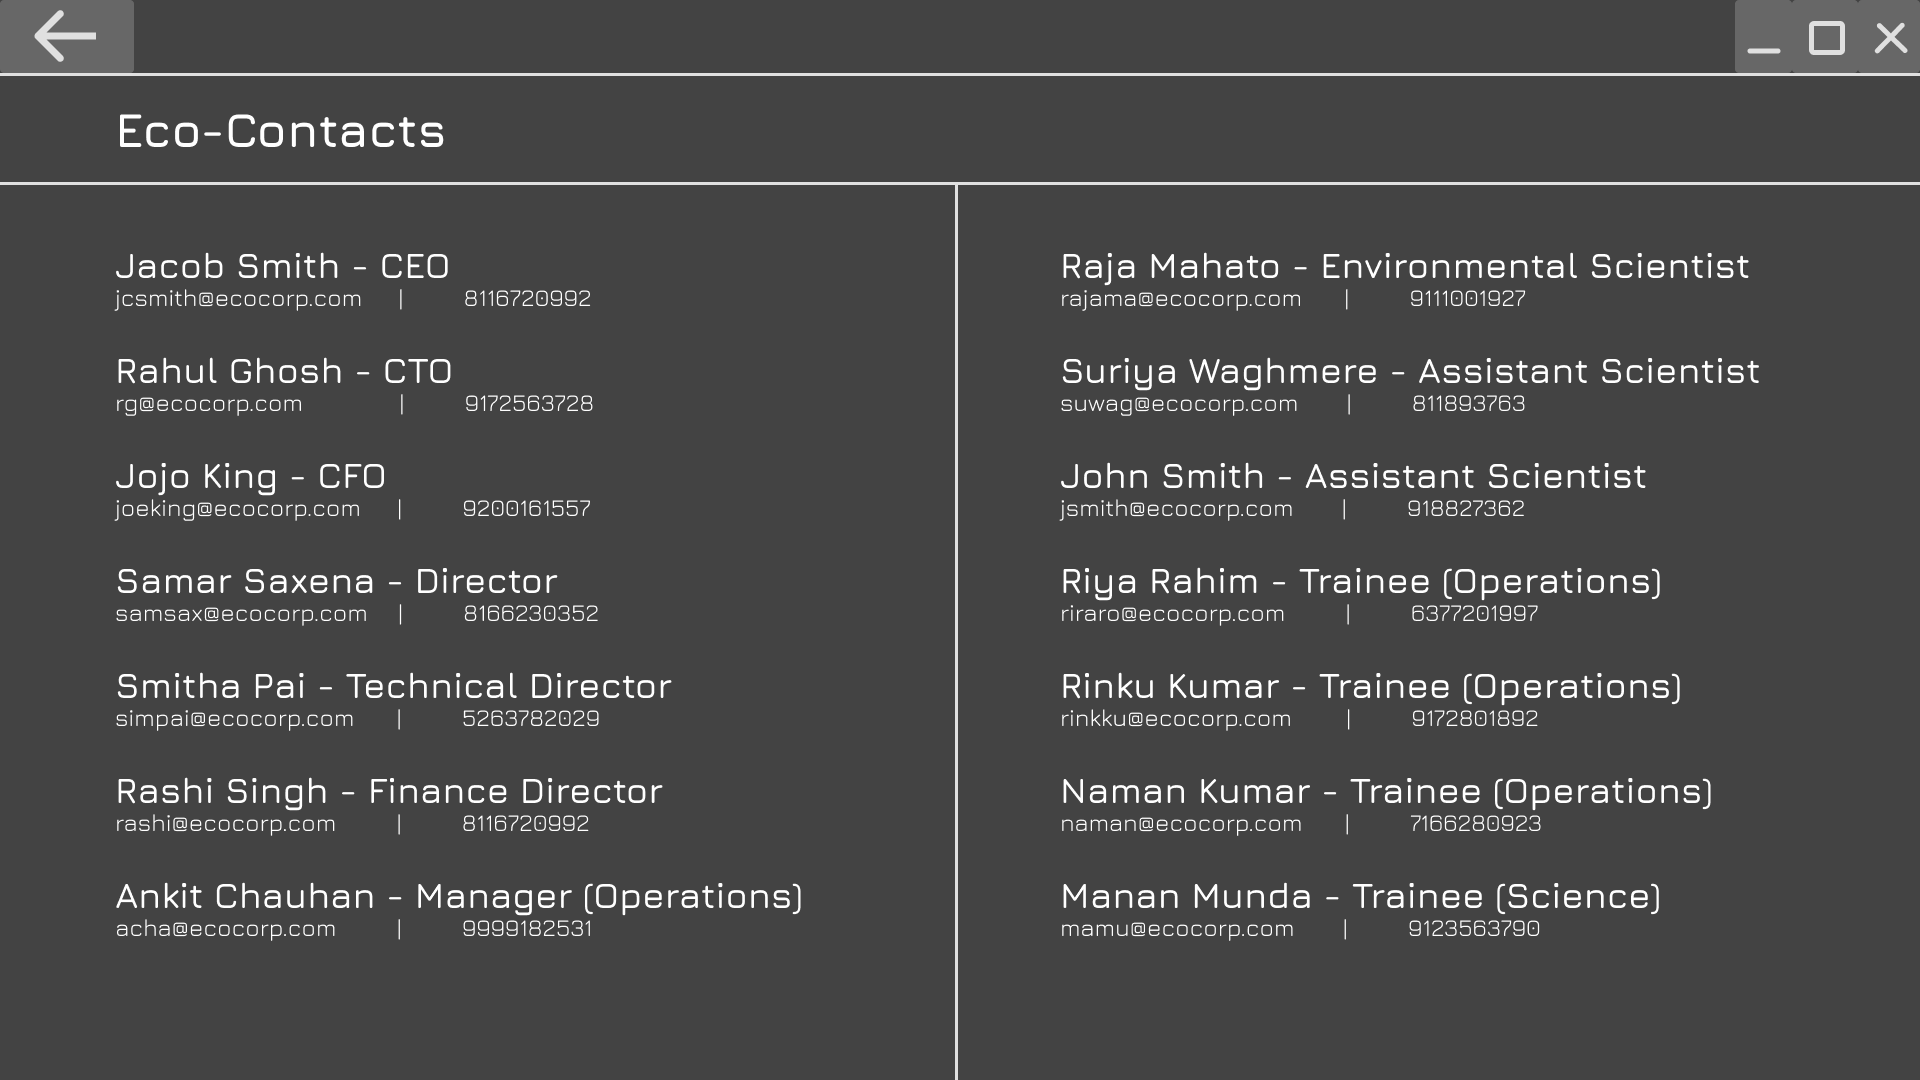 Eco-Contacts
Jacob Smith - CEO
jcsmith@ecocorp.com | 8116720992
Rahul Ghosh - CTO
rg@ecocorp.com | 9172563728
Jojo King - CFO
joeking@ecocorp.com | 9200161557
Samar Saxena - Director
samsax@ecocorp.com | 8166230352
Smitha Pai - Technical Director
simpai@ecocorp.com | 5263782029
Rashi Singh - Finance Director
rashi@ecocorp.com | 8116720992
Ankit Chauhan - Manager (Operations)
acha@ecocorp.com | 9999182531
Raja Mahato - Environmental Scientist
rajama@ecocorp.com | 9111001927
Suriya Waghmere - Assistant Scientist
suwag@ecocorp.com | 811893763
John Smith - Assistant Scientist
jsmith@ecocorp.com | 918827362
Riya Rahim - Trainee (Operations)
riraro@ecocorp.com | 6377201997
Rinku Kumar - Trainee (Operations)
rinkku@ecocorp.com | 9172801892
Naman Kumar - Trainee (Operations)
naman@ecocorp.com | 7166280923
Manan Munda - Trainee (Science)
mamu@ecocorp.com | 9123563790